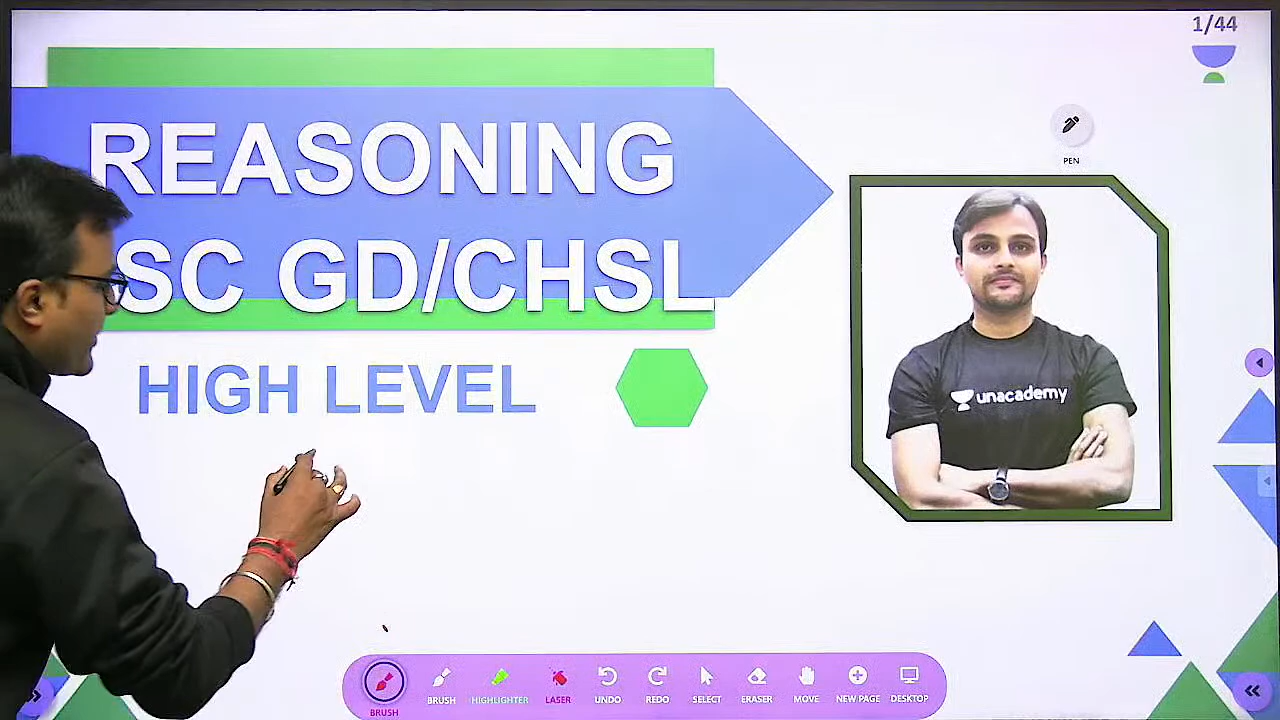 1/44
REASONING
SC GD/CHSL
HIGH LEVEL
PEN
unacademy
BRUSH
BRUSH
HIGHLIGHTER
LASER
UNDO
REDO
SELECT
ERASER
MOVE
NEW PAGE
DESKTOP